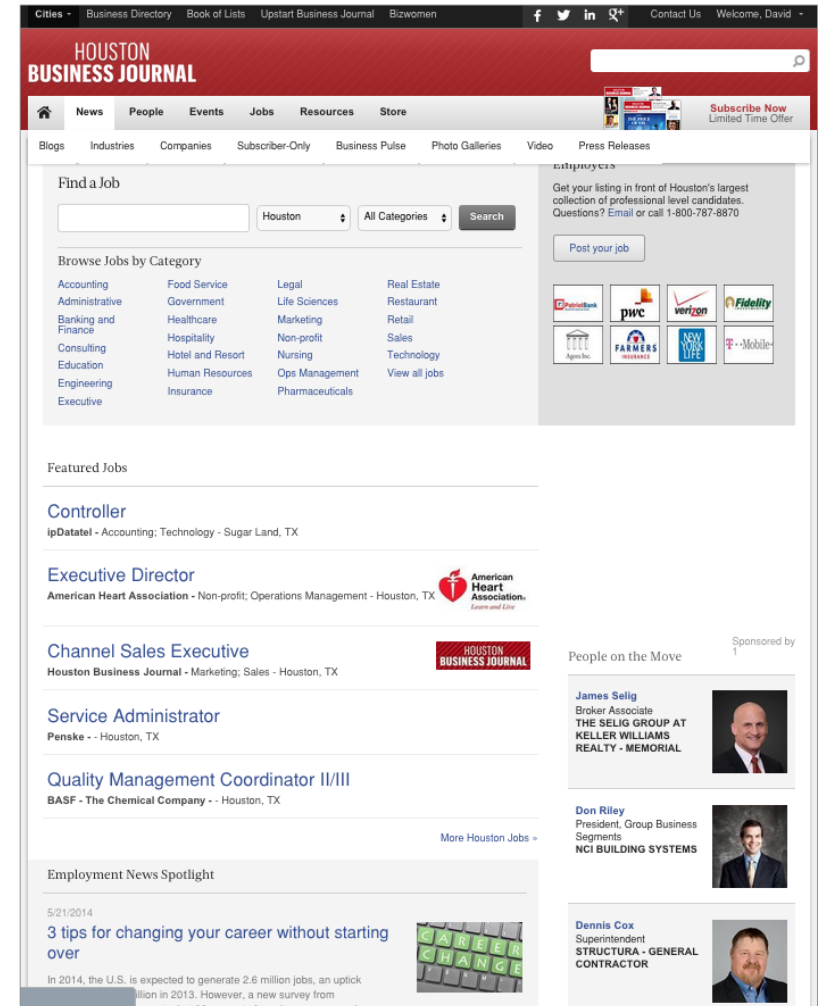 Cities Business Directory Book of Lists Upstart Business Journal Bizwomen Contact Us Welcome, David
HOUSTON
BUSINESS JOURNAL
News People Events Jobs Resources Store
Subscribe Now
Limited Time Offer
Blogs Industries Companies Subscriber-Only Business Pulse Photo Galleries Video Press Releases
Find a Job
Houston All Categories Search
Browse Jobs by Category
Accounting Food Service Legal Real Estate
Administrative Government Life Sciences Restaurant
Banking and Finance Healthcare Marketing Retail
Hospitality Non-profit Sales
Consulting Hotel and Resort Nursing Technology
Education Human Resources Ops Management View all jobs
Engineering Insurance Pharmaceuticals
Executive
Employers
Get your listing in front of Houston's largest
collection of professional level candidates.
Questions? Email or call 1-800-787-8870
Post your job
PatriotBank pwc verizon Fidelity
Agora Inc. FARMERS INSURANCE NEW YORK LIFE T-Mobile
Featured Jobs
Controller
ipDatatel - Accounting; Technology - Sugar Land, TX
Executive Director
American Heart Association - Non-profit; Operations Management - Houston, TX
American
Heart
Association
Learn and Live
Channel Sales Executive
Houston Business Journal - Marketing; Sales - Houston, TX
HOUSTON
BUSINESS JOURNAL
Service Administrator
Penske - - Houston, TX
Quality Management Coordinator II/III
BASF - The Chemical Company - - Houston, TX
More Houston Jobs »
Employment News Spotlight
5/21/2014
3 tips for changing your career without starting
over
CAREER
CHANGE
In 2014, the U.S. is expected to generate 2.6 million jobs, an uptick
illion in 2013. However, a new survey from
People on the Move
Sponsored by
1
James Selig
Broker Associate
THE SELIG GROUP AT
KELLER WILLIAMS
REALTY - MEMORIAL
Don Riley
President, Group Business
Segments
NCI BUILDING SYSTEMS
Dennis Cox
Superintendent
STRUCTURA - GENERAL
CONTRACTOR